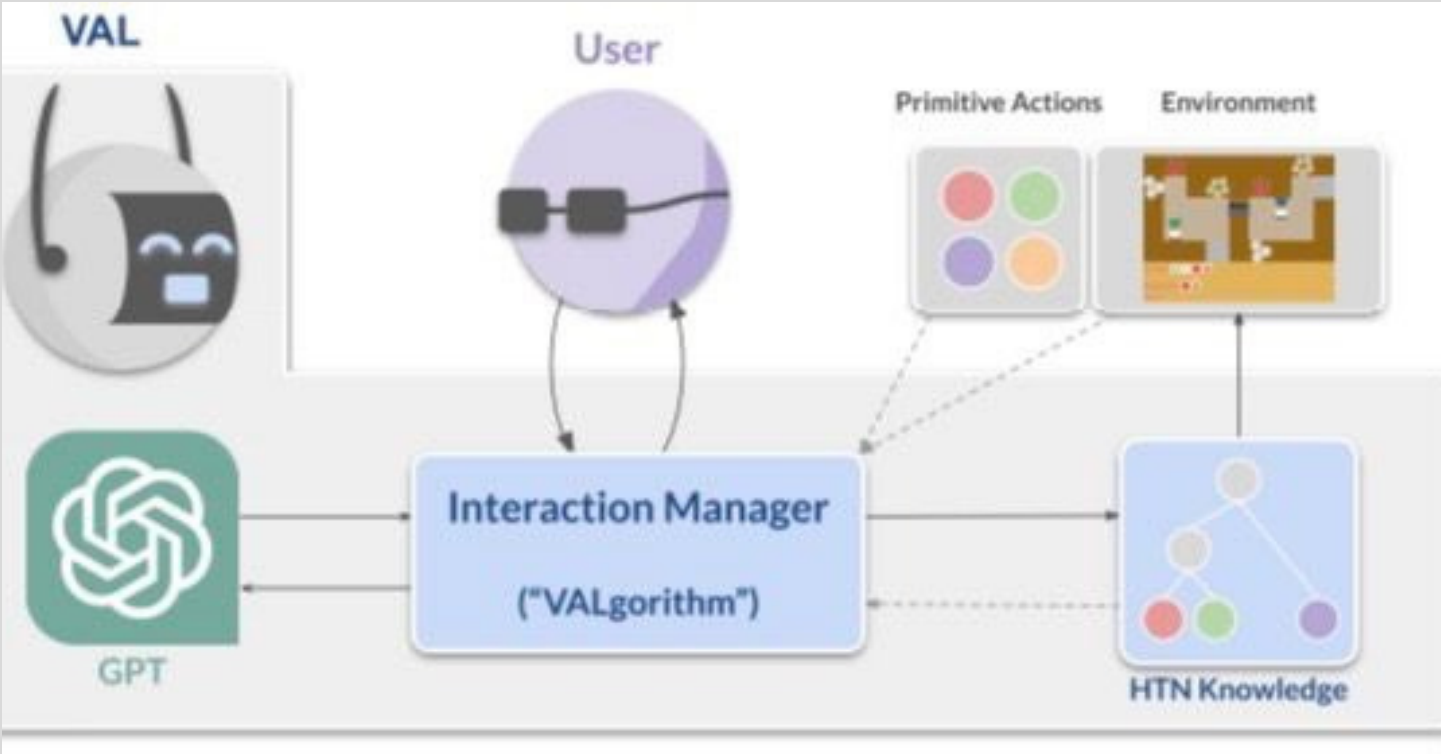 VAL
User
Primitive Actions
Environment
Interaction Manager
(“VALgorithm”)
GPT
HTN Knowledge